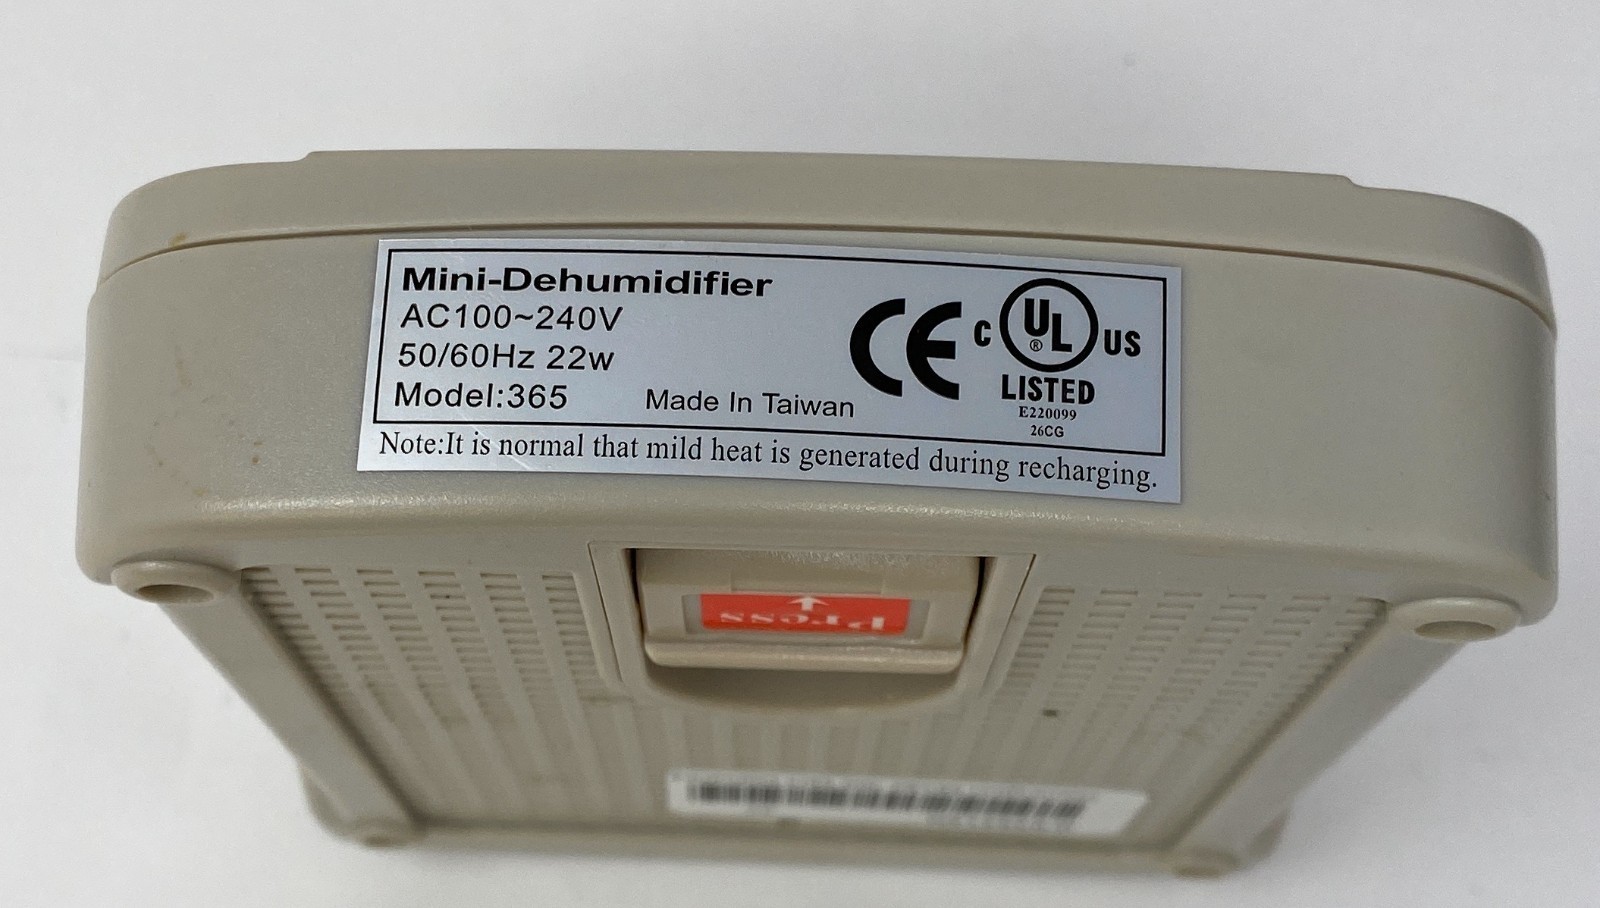 Mini-Dehumidifier
AC100~240V
50/60Hz 22w
Model:365
Made In Taiwan
CE
C UL US
®
LISTED
E220099
26CG
Note:It is normal that mild heat is generated during recharging.
Press